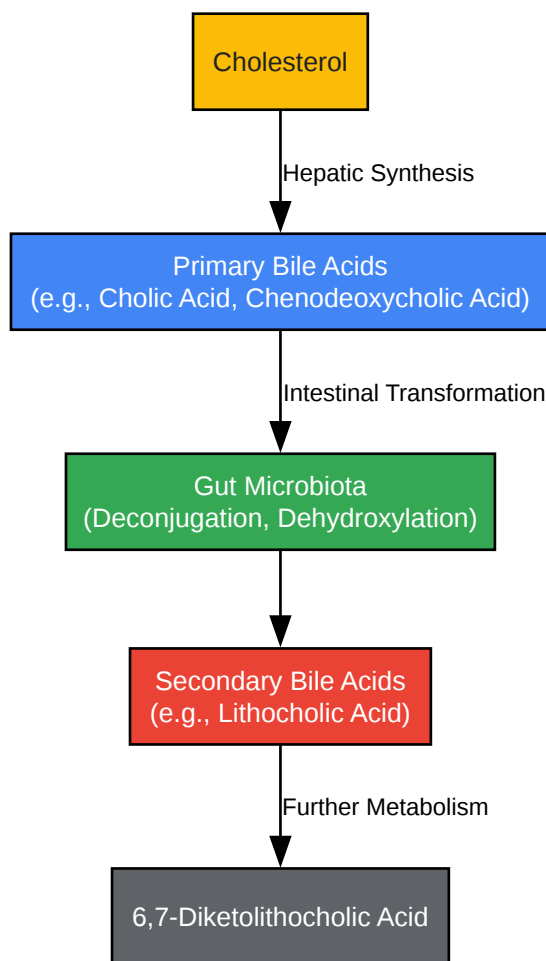 Cholesterol
Hepatic Synthesis
Primary Bile Acids
(e.g., Cholic Acid, Chenodeoxycholic Acid)
Intestinal Transformation
Gut Microbiota
(Deconjugation, Dehydroxylation)
Secondary Bile Acids
(e.g., Lithocholic Acid)
Further Metabolism
6,7-Diketolithocholic Acid